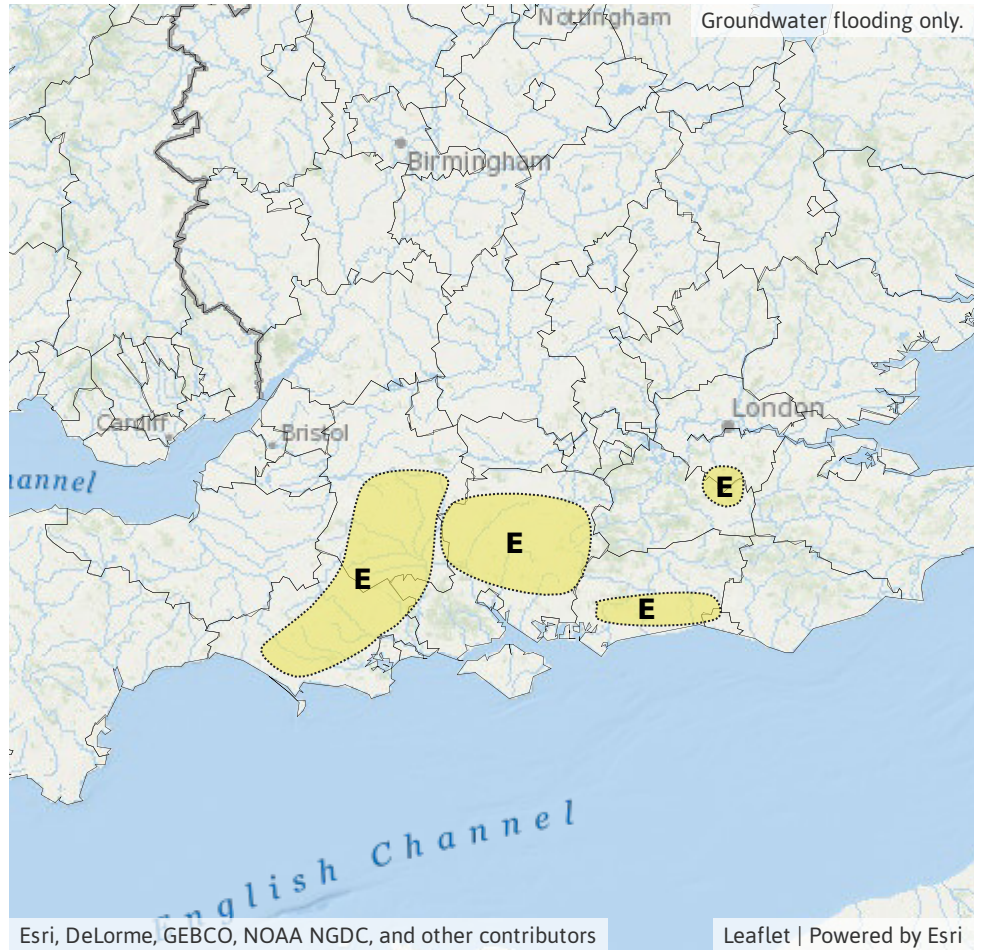 Nottingham
Groundwater flooding only.
Birmingham
London
Cardiff
Bristol
hannel
E
E
E
E
English Channel
Esri, DeLorme, GEBCO, NOAA NGDC, and other contributors
Leaflet | Powered by Esri